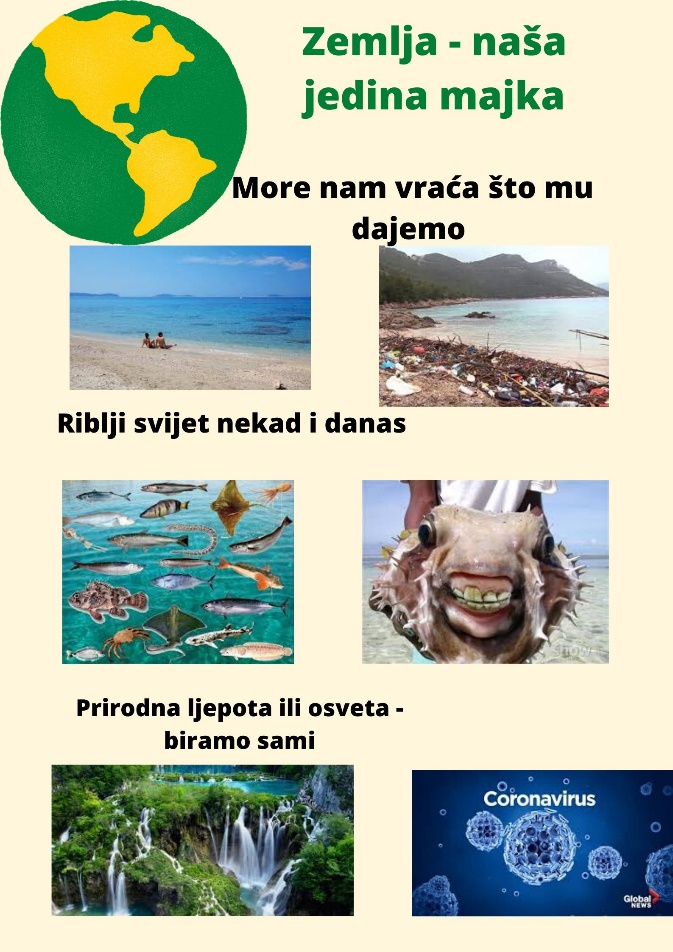 Zemlja - naša
jedina majka
More nam vraća što mu
dajemo
Riblji svijet nekad i danas
Prirodna ljepota ili osveta -
biramo sami
Coronavirus
Global
NEWS